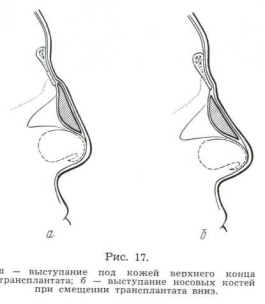 а
б
Рис. 17.
а — выступание под кожей верхнего конца
трансплантата; б — выступание носовых костей
при смещении трансплантата вниз.